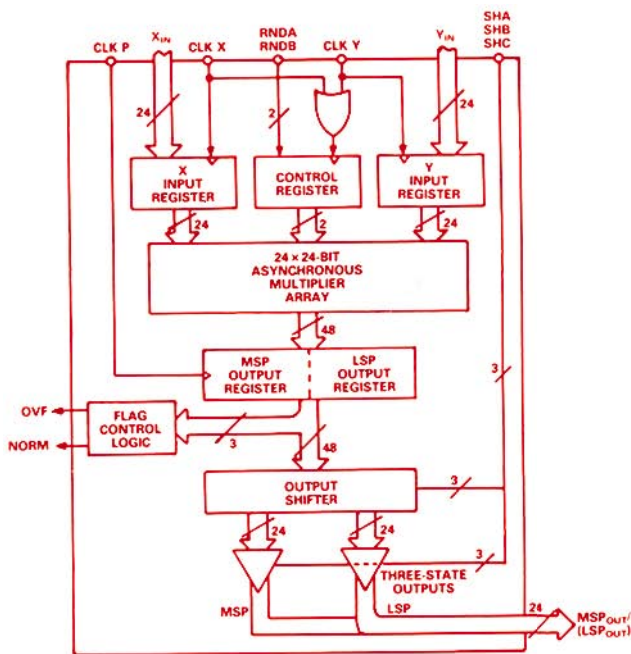 CLK P
XIN
CLK X
RNDA
RNDB
CLK Y
YIN
SHA
SHB
SHC
24
2
24
X
INPUT
REGISTER
CONTROL
REGISTER
Y
INPUT
REGISTER
24
2
24
24 × 24-BIT
ASYNCHRONOUS
MULTIPLIER
ARRAY
48
MSP
OUTPUT
REGISTER
LSP
OUTPUT
REGISTER
3
OVF
NORM
FLAG
CONTROL
LOGIC
3
48
OUTPUT
SHIFTER
3
24
24
3
THREE-STATE
OUTPUTS
MSP
LSP
24
MSPOUT/
(LSPOUT)